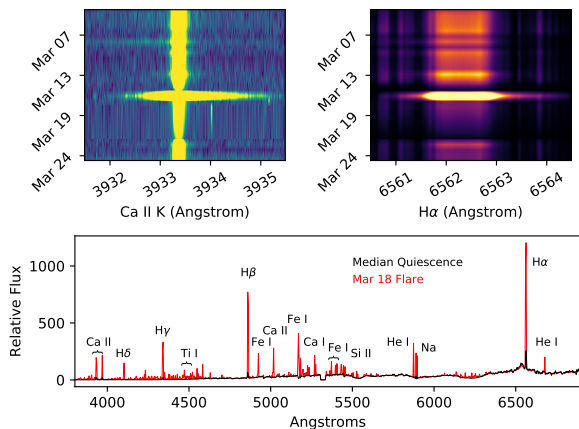 Mar 07
Mar 13
Mar 19
Mar 24
3932 3933 3934 3935
Ca II K (Angstrom)
Mar 07
Mar 13
Mar 19
Mar 24
6561 6562 6563 6564
Hα (Angstrom)
Relative Flux
1000
500
0
Median Quiescence
Mar 18 Flare
Ca II
Hδ
Hγ
Ti I
Hβ
Fe I
Ca II
Fe I
Ca I
Fe I
Si II
He I
Na
Hα
He I
4000 4500 5000 5500 6000 6500
Angstroms